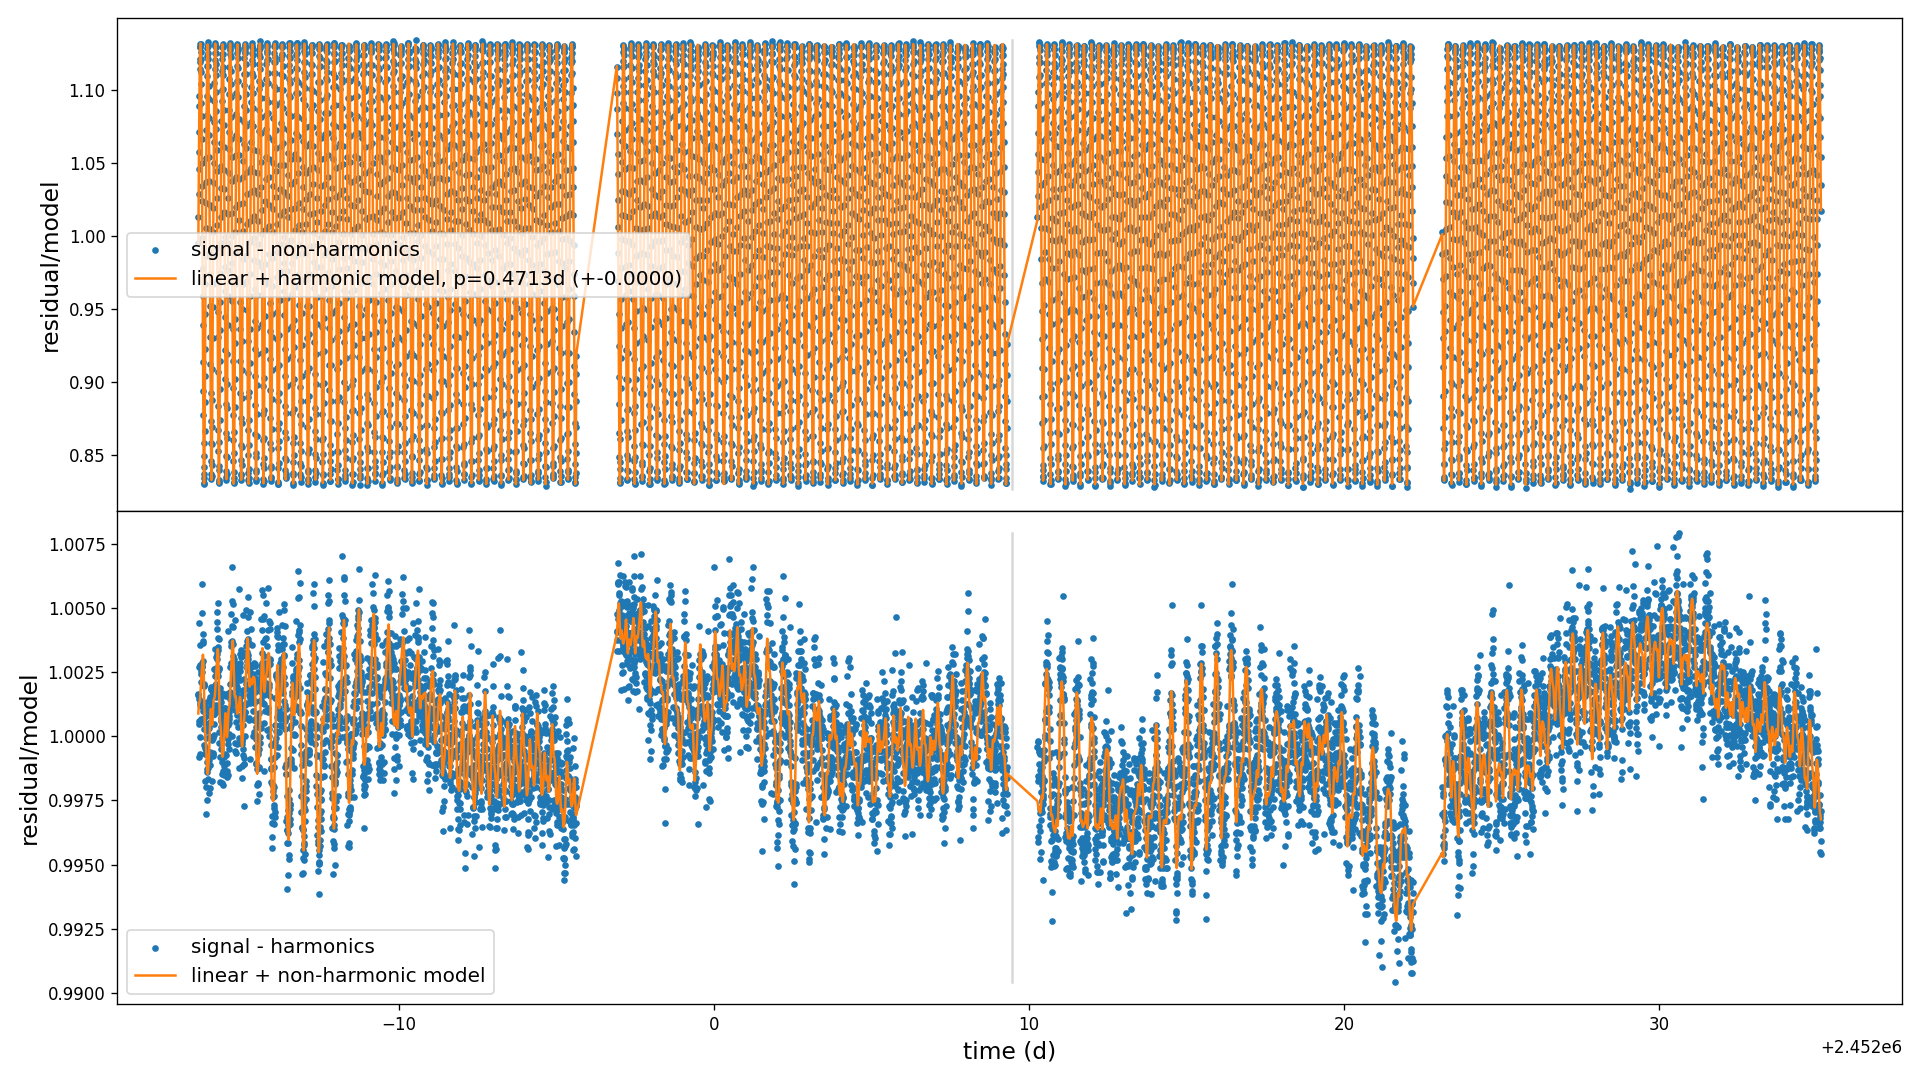 1.10
1.05
1.00
0.95
0.90
0.85
residual/model
signal - non-harmonics
linear + harmonic model, p=0.4713d (+-0.0000)
1.0075
1.0050
1.0025
1.0000
0.9975
0.9950
0.9925
0.9900
residual/model
signal - harmonics
linear + non-harmonic model
−10
0
10
20
30
time (d)
+2.452e6